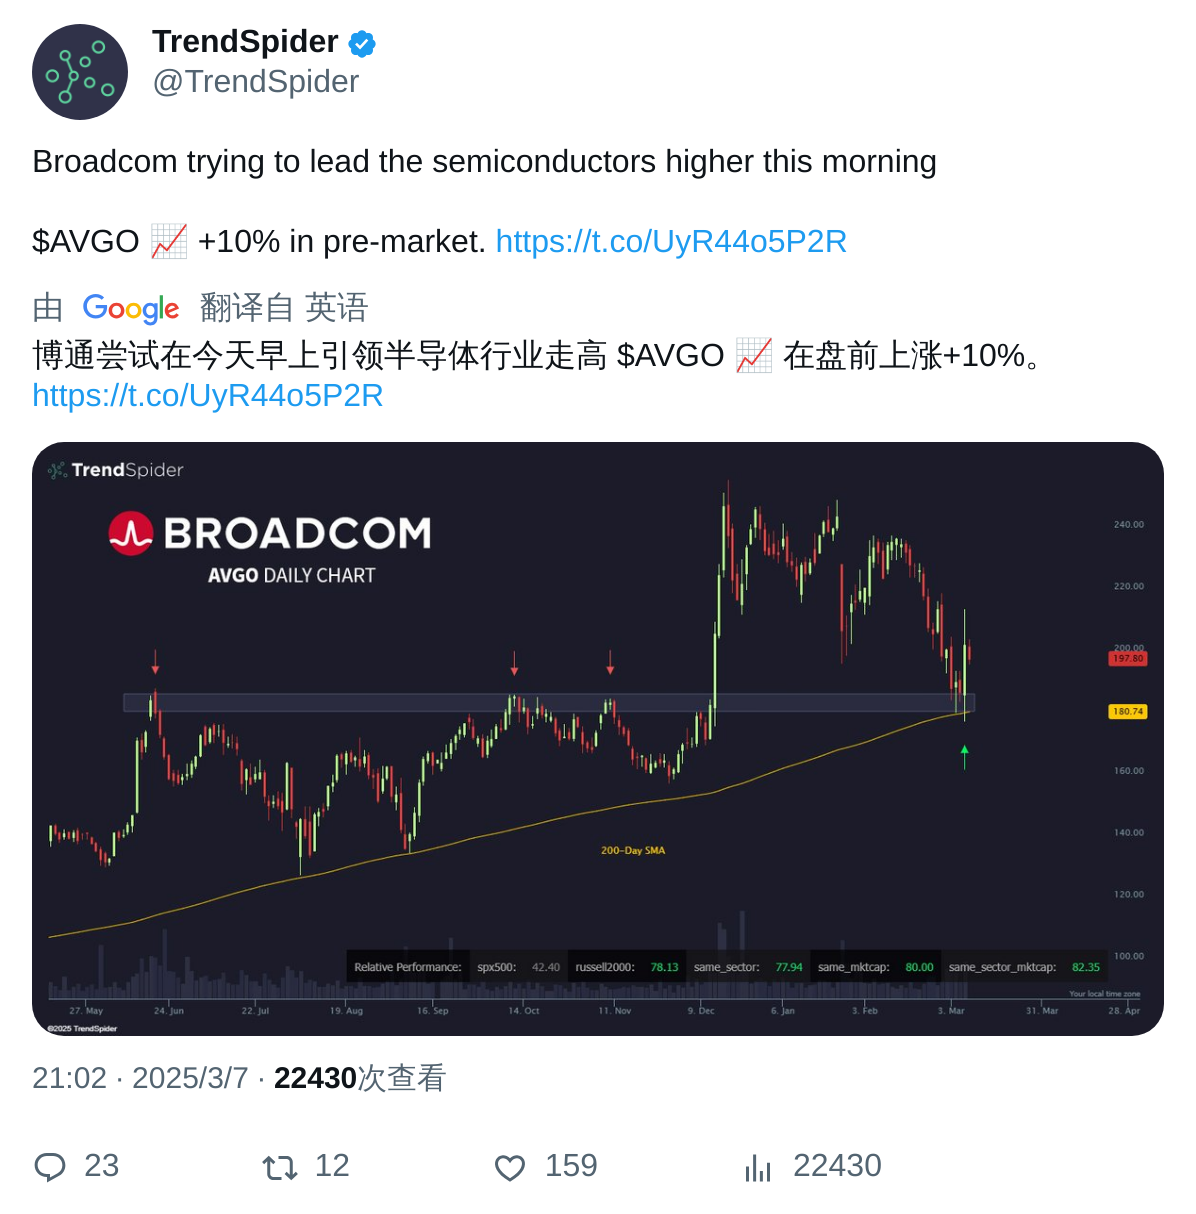 TrendSpider
@TrendSpider
Broadcom trying to lead the semiconductors higher this morning
$AVGO 📈 +10% in pre-market. https://t.co/UyR44o5P2R
由 Google 翻译自 英语
博通尝试在今天早上引领半导体行业走高 $AVGO 📈 在盘前上涨+10%。
https://t.co/UyR44o5P2R
TrendSpider
BROADCOM
AVGO DAILY CHART
240.00
220.00
200.00
197.80
180.74
160.00
140.00
200-Day SMA
120.00
100.00
Relative Performance: spx500: 42.40 russell2000: 78.13 same_sector: 77.94 same_mktcap: 80.00 same_sector_mktcap: 82.35
Your local time zone
27. May 24. Jun 22. Jul 19. Aug 16. Sep 14. Oct 11. Nov 9. Dec 6. Jan 3. Feb 3. Mar 31. Mar 28. Apr
©2025 TrendSpider
21:02 · 2025/3/7 · 22430次查看
23 12 159 22430